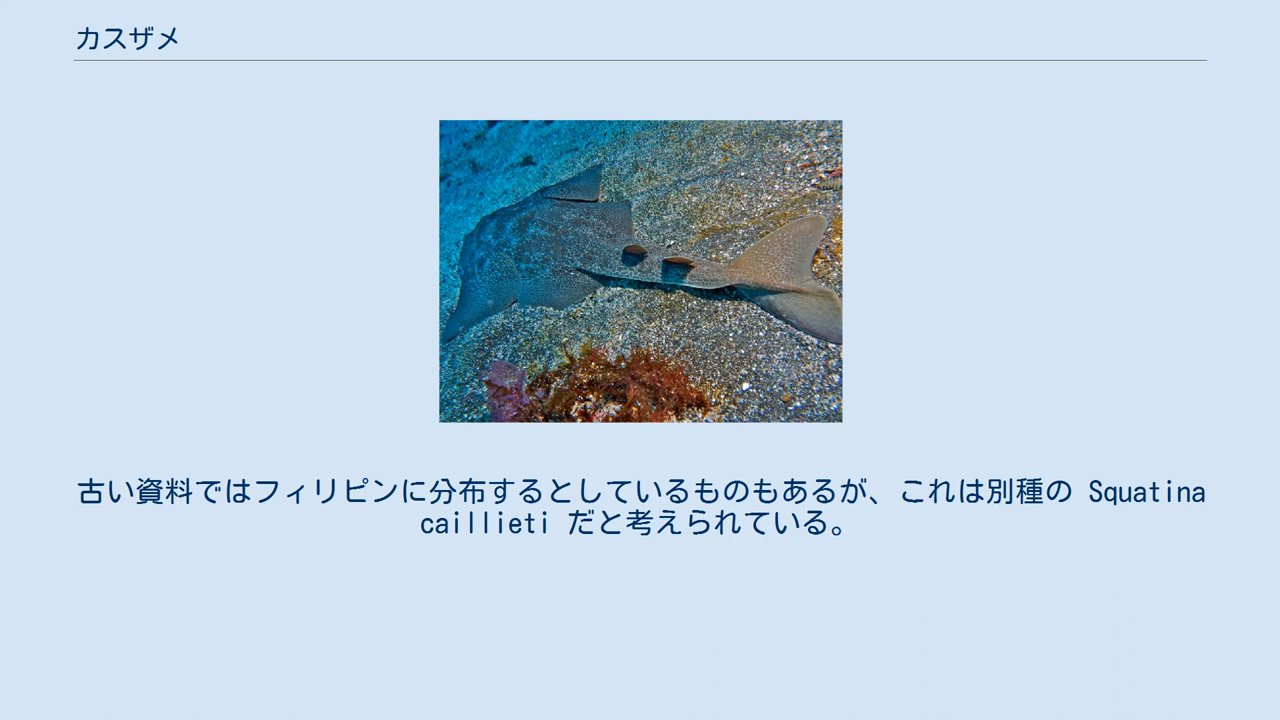 カスザメ
古い資料ではフィリピンに分布するとしているものもあるが、これは別種の Squatina
caillieti だと考えられている。